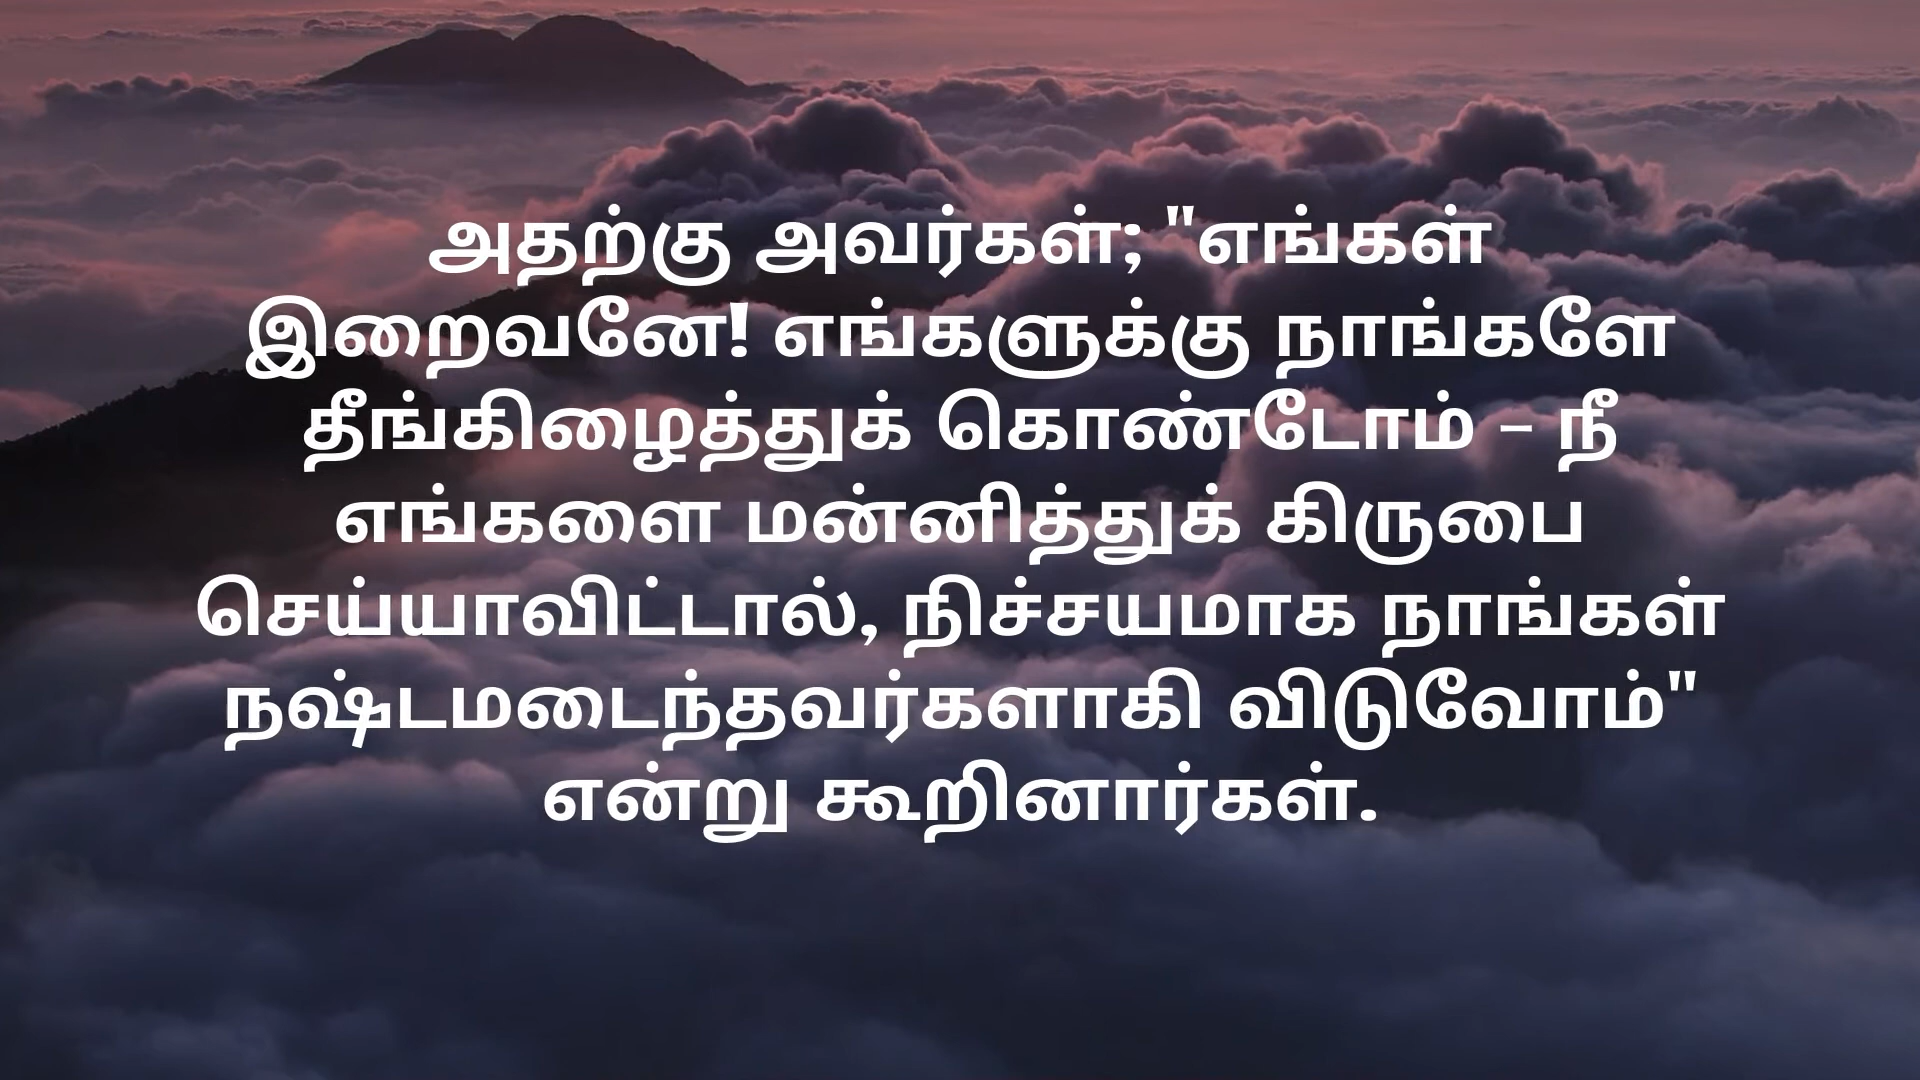 அதற்கு அவர்கள்; "எங்கள்
இறைவனே! எங்களுக்கு நாங்களே
தீங்கிழைத்துக் கொண்டோம் – நீ
எங்களை மன்னித்துக் கிருபை
செய்யாவிட்டால், நிச்சயமாக நாங்கள்
நஷ்டமடைந்தவர்களாகி விடுவோம்"
என்று கூறினார்கள்.